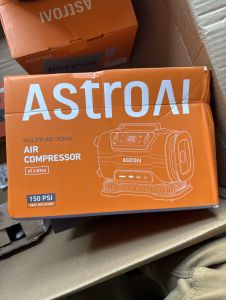 AstroAI
ASTROAI
MULTIFUNCTIONAL
AIR
COMPRESSOR
ASTROAI
150 PSI